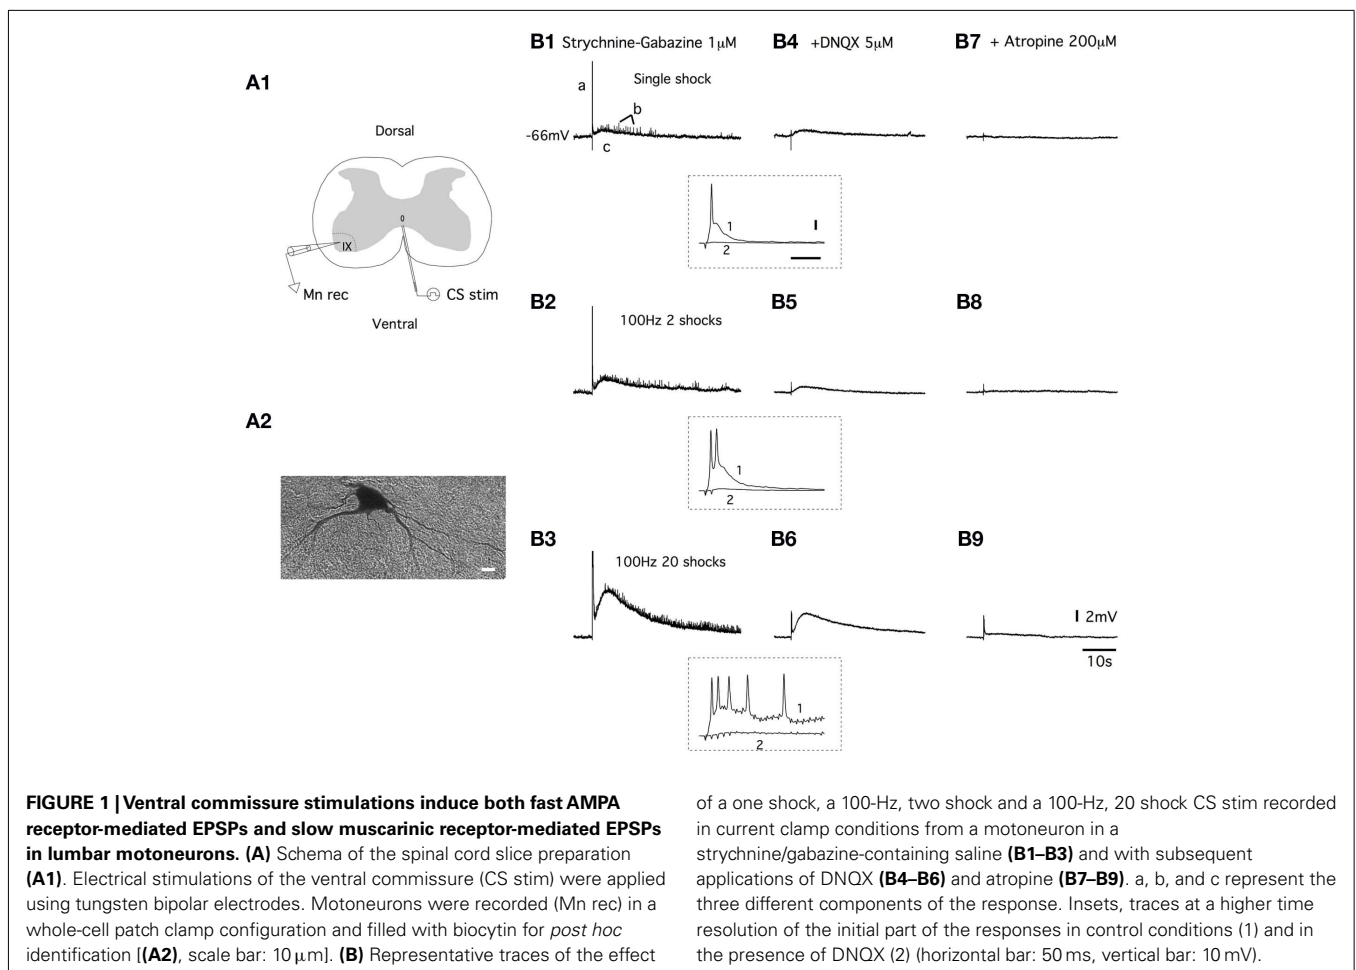 A1
Dorsal
IX
Mn rec
CS stim
Ventral
A2
B1 Strychnine-Gabazine 1μM
B4 +DNQX 5μM
B7 + Atropine 200μM
a
Single shock
b
-66mV
c
1
2
B2
100Hz 2 shocks
B5
B8
1
2
B3
100Hz 20 shocks
B6
B9
2mV
10s
1
2
FIGURE 1 | Ventral commissure stimulations induce both fast AMPA
receptor-mediated EPSPs and slow muscarinic receptor-mediated EPSPs
in lumbar motoneurons. (A) Schema of the spinal cord slice preparation
(A1). Electrical stimulations of the ventral commissure (CS stim) were applied
using tungsten bipolar electrodes. Motoneurons were recorded (Mn rec) in a
whole-cell patch clamp configuration and filled with biocytin for post hoc
identification [(A2), scale bar: 10 μm]. (B) Representative traces of the effect
of a one shock, a 100-Hz, two shock and a 100-Hz, 20 shock CS stim recorded
in current clamp conditions from a motoneuron in a
strychnine/gabazine-containing saline (B1–B3) and with subsequent
applications of DNQX (B4–B6) and atropine (B7–B9). a, b, and c represent the
three different components of the response. Insets, traces at a higher time
resolution of the initial part of the responses in control conditions (1) and in
the presence of DNQX (2) (horizontal bar: 50 ms, vertical bar: 10 mV).